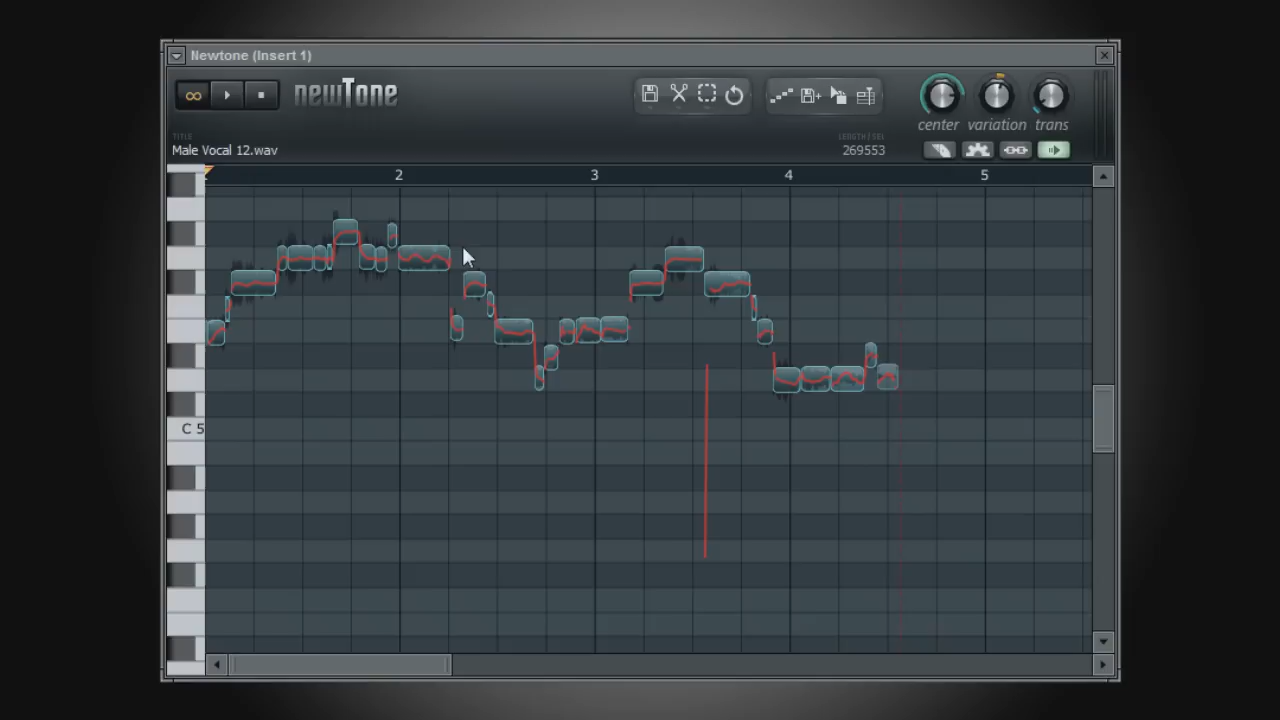 Newtone (Insert 1)
newTone
center variation trans
TITLE
LENGTH / SEL
Male Vocal 12.wav
269553
2 3 4 5
C 5